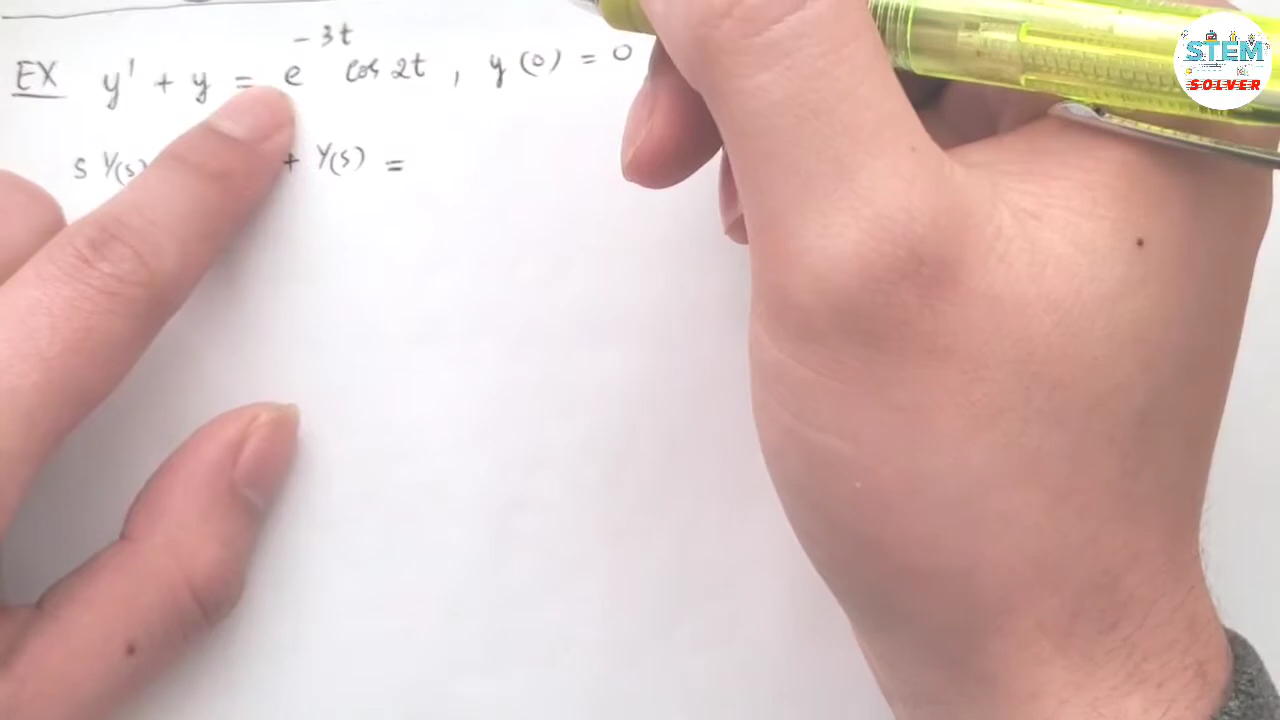 EX y' + y = e^{-3t} cos 2t , y(0) = 0
s Y(s) + Y(s) =
STEM
SOLVER